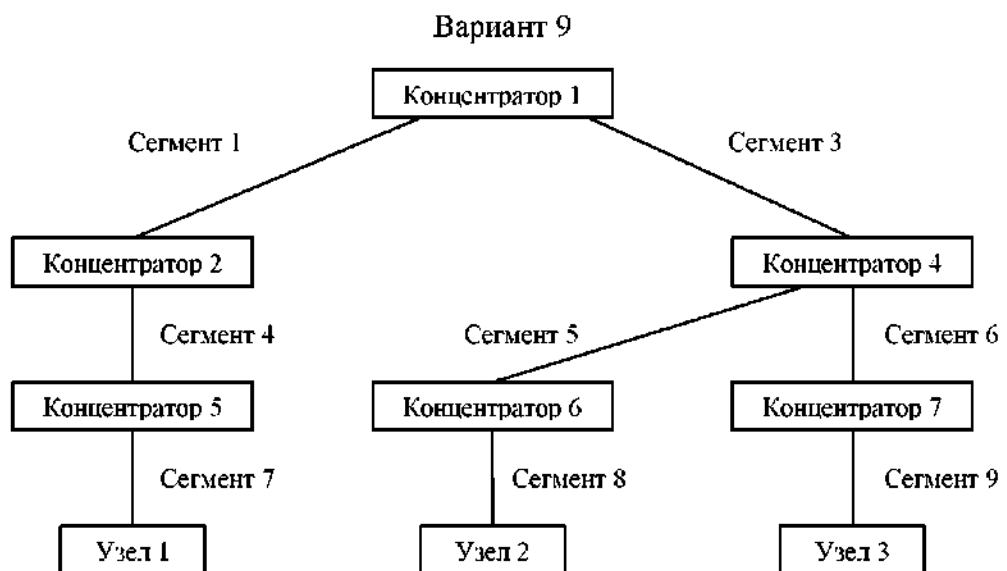 Вариант 9
Концентратор 1
Сегмент 1
Сегмент 3
Концентратор 2
Концентратор 4
Сегмент 4
Сегмент 5
Сегмент 6
Концентратор 5
Концентратор 6
Концентратор 7
Сегмент 7
Сегмент 8
Сегмент 9
Узел 1
Узел 2
Узел 3